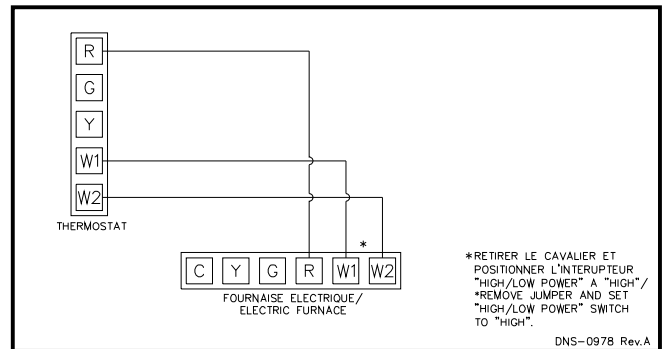 R
G
Y
W1
W2
THERMOSTAT
*
C Y G R W1 W2
FOURNAISE ELECTRIQUE/
ELECTRIC FURNACE
*RETIRER LE CAVALIER ET
POSITIONNER L'INTERUPTEUR
"HIGH/LOW POWER" A "HIGH"/
*REMOVE JUMPER AND SET
"HIGH/LOW POWER" SWITCH
TO "HIGH".
DNS-0978 Rev.A